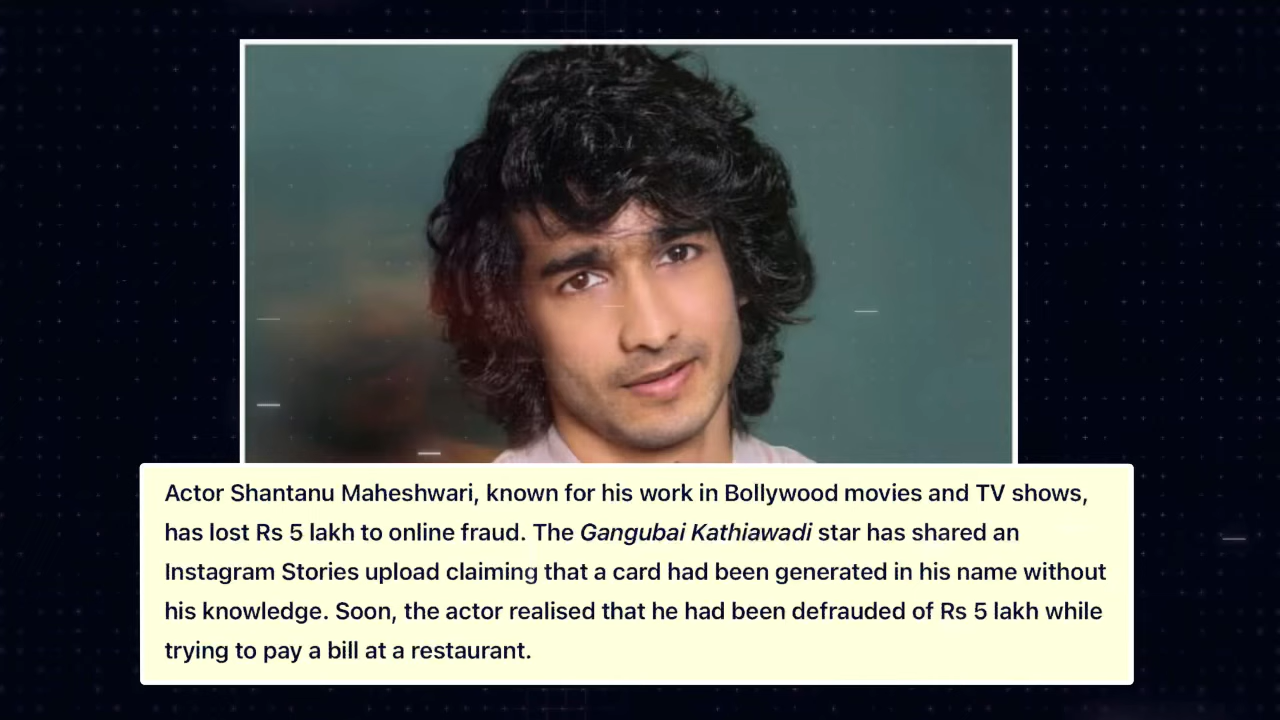 Actor Shantanu Maheshwari, known for his work in Bollywood movies and TV shows,
has lost Rs 5 lakh to online fraud. The Gangubai Kathiawadi star has shared an
Instagram Stories upload claiming that a card had been generated in his name without
his knowledge. Soon, the actor realised that he had been defrauded of Rs 5 lakh while
trying to pay a bill at a restaurant.